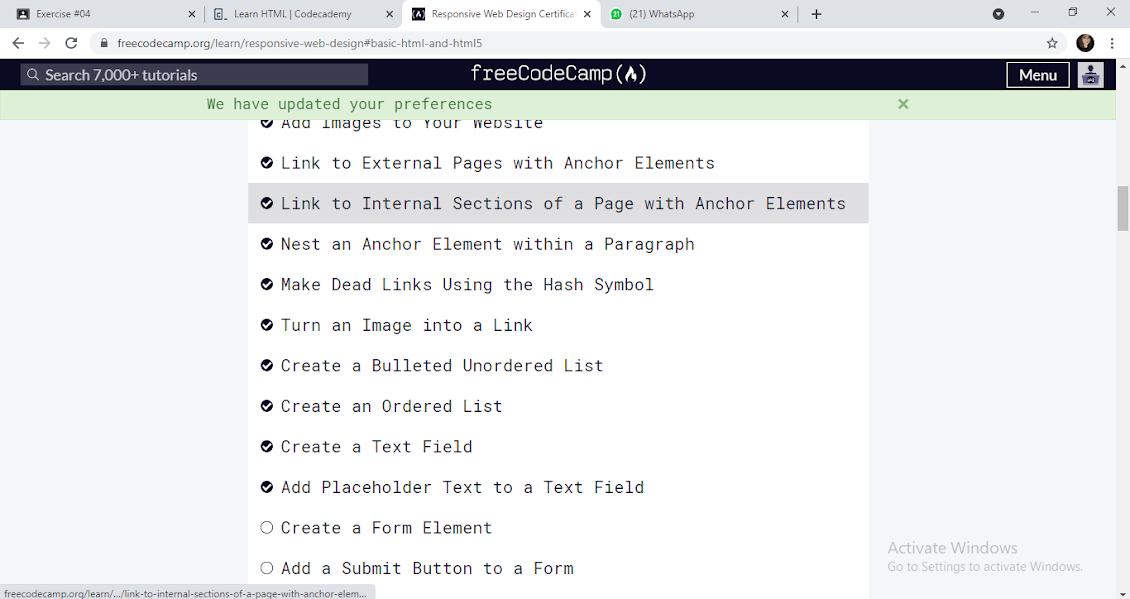 Exercise #04
Learn HTML | Codecademy
Responsive Web Design Certifica
21
(21) WhatsApp
freecodecamp.org/learn/responsive-web-design#basic-html-and-html5
Search 7,000+ tutorials
freeCodeCamp
Menu
We have updated your preferences
Add Images to Your Website
Link to External Pages with Anchor Elements
Link to Internal Sections of a Page with Anchor Elements
Nest an Anchor Element within a Paragraph
Make Dead Links Using the Hash Symbol
Turn an Image into a Link
Create a Bulleted Unordered List
Create an Ordered List
Create a Text Field
Add Placeholder Text to a Text Field
Create a Form Element
Add a Submit Button to a Form
Activate Windows
Go to Settings to activate Windows.
freecodecamp.org/learn/.../link-to-internal-sections-of-a-page-with-anchor-elem...